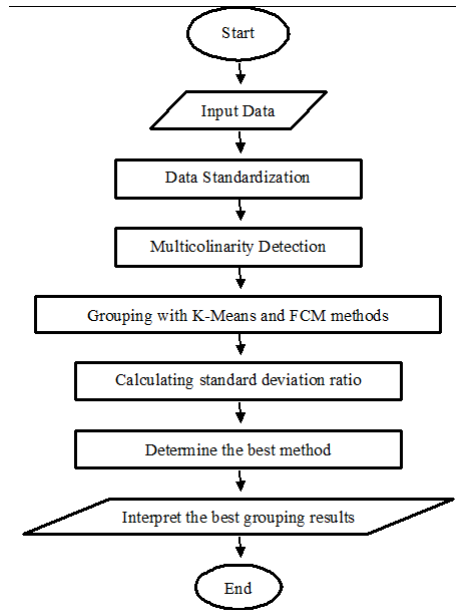 Start
Input Data
Data Standardization
Multicolinarity Detection
Grouping with K-Means and FCM methods
Calculating standard deviation ratio
Determine the best method
Interpret the best grouping results
End